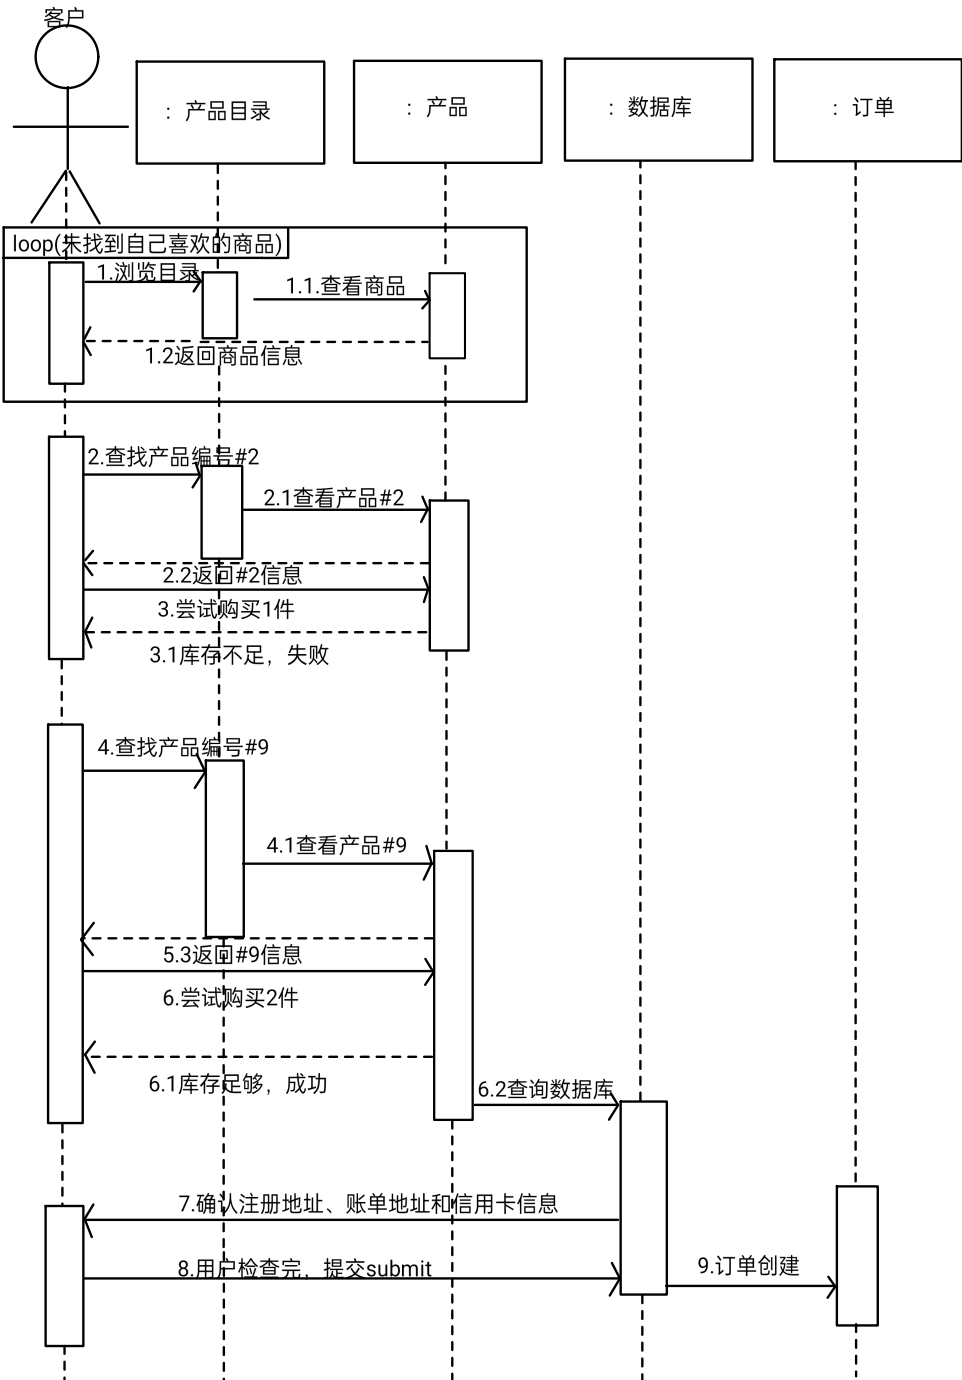 客户
: 产品目录
: 产品
: 数据库
: 订单
loop(未找到自己喜欢的商品)
1.浏览目录
1.1.查看商品
1.2返回商品信息
2.查找产品编号#2
2.1查看产品#2
2.2返回#2信息
3.尝试购买1件
3.1库存不足，失败
4.查找产品编号#9
4.1查看产品#9
5.3返回#9信息
6.尝试购买2件
6.1库存足够，成功
6.2查询数据库
7.确认注册地址、账单地址和信用卡信息
8.用户检查完，提交submit
9.订单创建